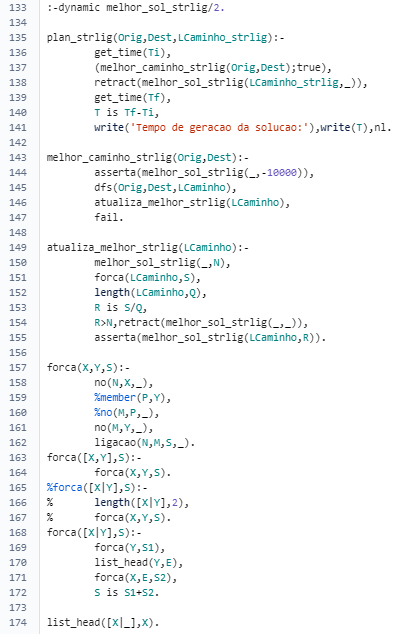 133 :-dynamic melhor_sol_strlig/2.
134
135 plan_strlig(Orig,Dest,LCaminho_strlig):-
136 get_time(Ti),
137 (melhor_caminho_strlig(Orig,Dest);true),
138 retract(melhor_sol_strlig(LCaminho_strlig,_)),
139 get_time(Tf),
140 T is Tf-Ti,
141 write('Tempo de geracao da solucao:'),write(T),nl.
142
143 melhor_caminho_strlig(Orig,Dest):-
144 asserta(melhor_sol_strlig(_,-10000)),
145 dfs(Orig,Dest,LCaminho),
146 atualiza_melhor_strlig(LCaminho),
147 fail.
148
149 atualiza_melhor_strlig(LCaminho):-
150 melhor_sol_strlig(_,N),
151 forca(LCaminho,S),
152 length(LCaminho,Q),
153 R is S/Q,
154 R>N,retract(melhor_sol_strlig(_,_)),
155 asserta(melhor_sol_strlig(LCaminho,R)).
156
157 forca(X,Y,S):-
158 no(N,X,_),
159 %member(P,Y),
160 %no(M,P,_),
161 no(M,Y,_),
162 ligacao(N,M,S,_).
163 forca([X,Y],S):-
164 forca(X,Y,S).
165 %forca([X|Y],S):-
166 % length([X|Y],2),
167 % forca(X,Y,S).
168 forca([X|Y],S):-
169 forca(Y,S1),
170 list_head(Y,E),
171 forca(X,E,S2),
172 S is S1+S2.
173
174 list_head([X|_],X).